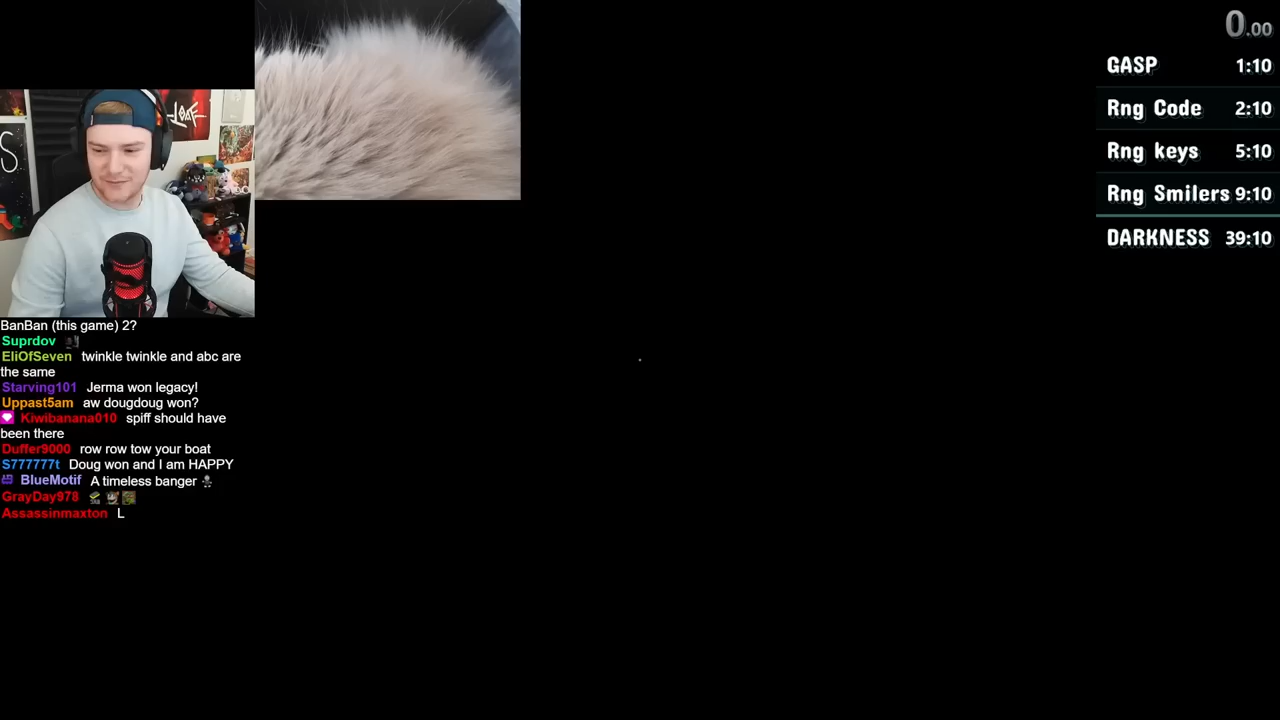 0.00
GASP 1:10
Rng Code 2:10
Rng keys 5:10
Rng Smilers 9:10
DARKNESS 39:10
S
LOAF
BanBan (this game) 2?
Suprdov
EliOfSeven twinkle twinkle and abc are
the same
Starving101 Jerma won legacy!
Uppast5am aw dougdoug won?
Kiwibanana010 spiff should have
been there
Duffer9000 row row tow your boat
S777777t Doug won and I am HAPPY
BlueMotif A timeless banger
GrayDay978
Assassinmaxton L